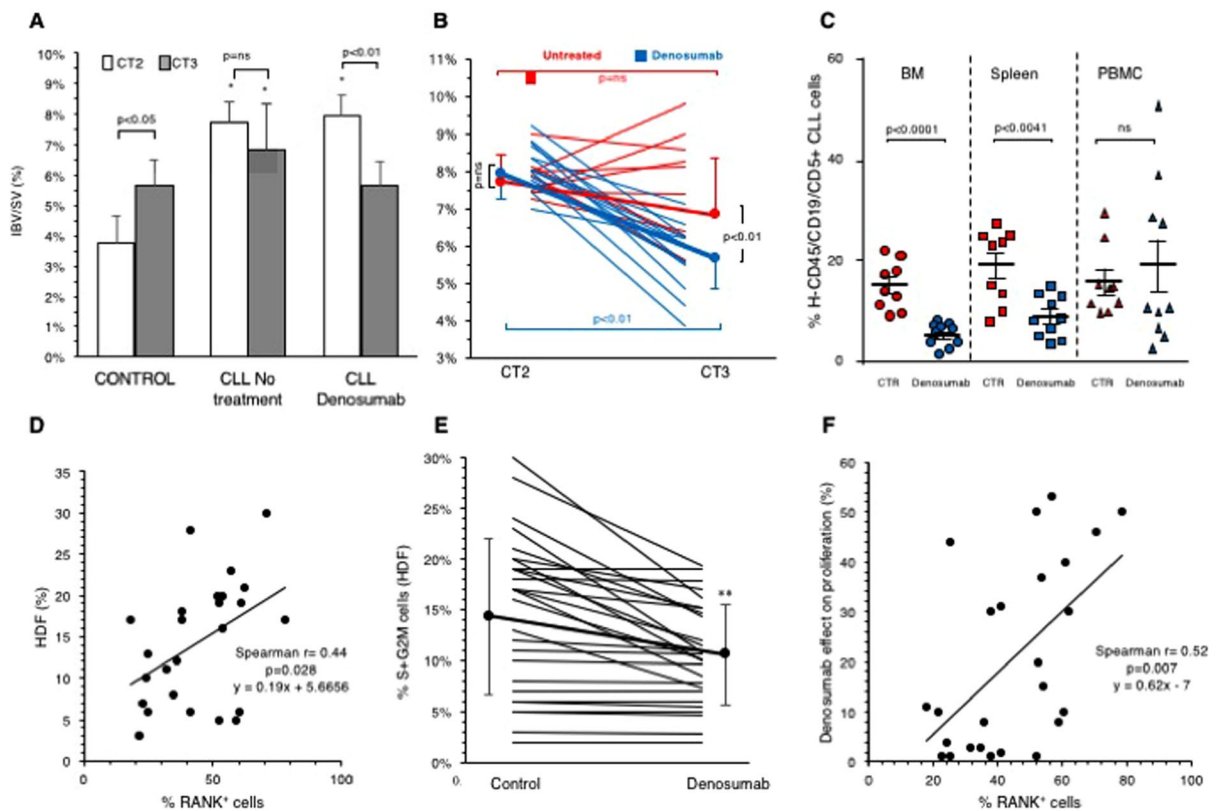 A
10%
9%
8%
7%
6%
5%
4%
3%
2%
1%
0%
IBV/SV (%)
CT2
CT3
p<0.05
p=ns
p<0.01
*
*
*
CONTROL
CLL No
treatment
CLL
Denosumab
B
Untreated
Denosumab
p=ns
11%
10%
9%
8%
7%
6%
5%
4%
3%
p=ns
p<0.01
p<0.01
CT2
CT3
C
% H-CD45/CD19/CD5+ CLL cells
60
40
20
0
BM
Spleen
PBMC
p<0.0001
p<0.0041
ns
CTR
Denosumab
CTR
Denosumab
CTR
Denosumab
D
HDF (%)
35
30
25
20
15
10
5
0
0
50
100
Spearman r= 0.44
p=0.028
y = 0.19x + 5.6656
% RANK⁺ cells
E
% S+G2M cells (HDF)
30%
25%
20%
15%
10%
5%
0%
0.
**
Control
Denosumab
F
Denosumab effect on proliferation (%)
60
50
40
30
20
10
0
0
20
40
60
80
100
Spearman r= 0.52
p=0.007
y = 0.62x - 7
% RANK⁺ cells